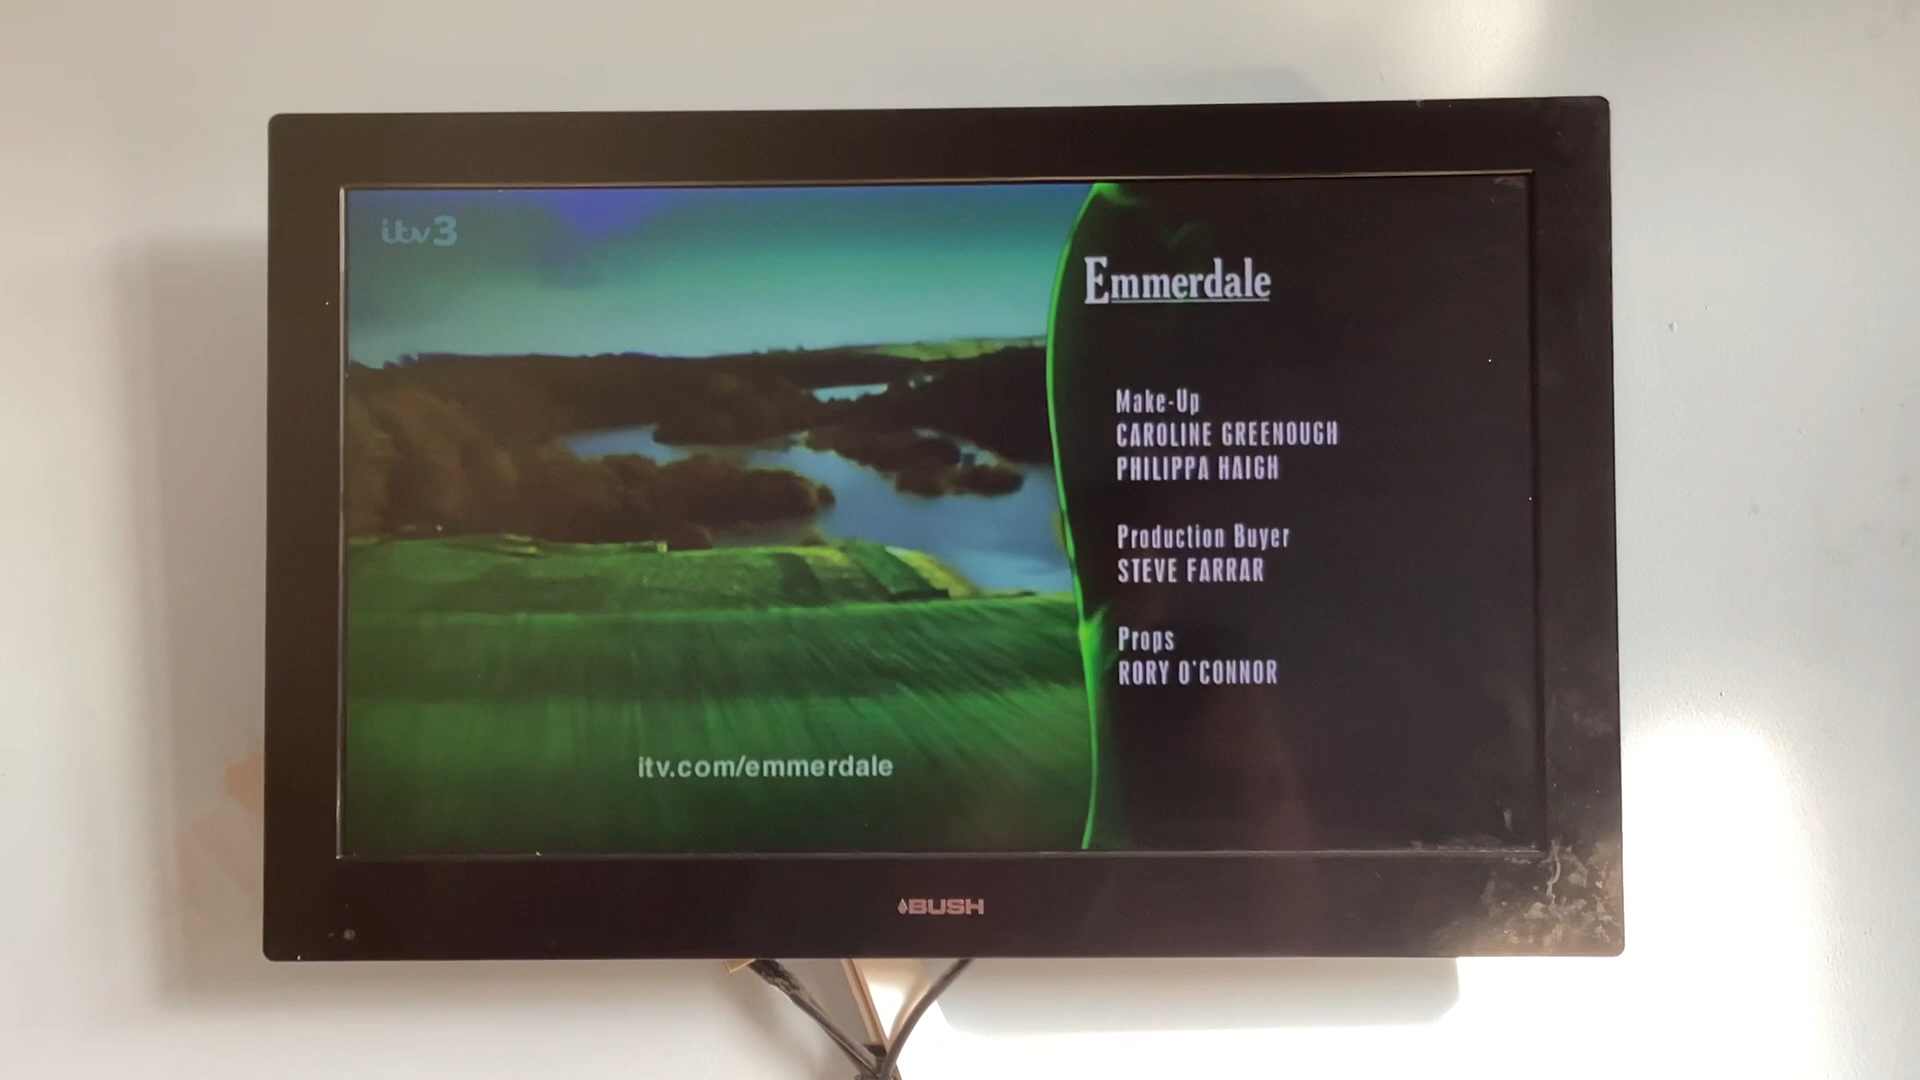 itv3
Emmerdale
Make-Up
CAROLINE GREENOUGH
PHILIPPA HAIGH
Production Buyer
STEVE FARRAR
Props
RORY O'CONNOR
itv.com/emmerdale
BUSH